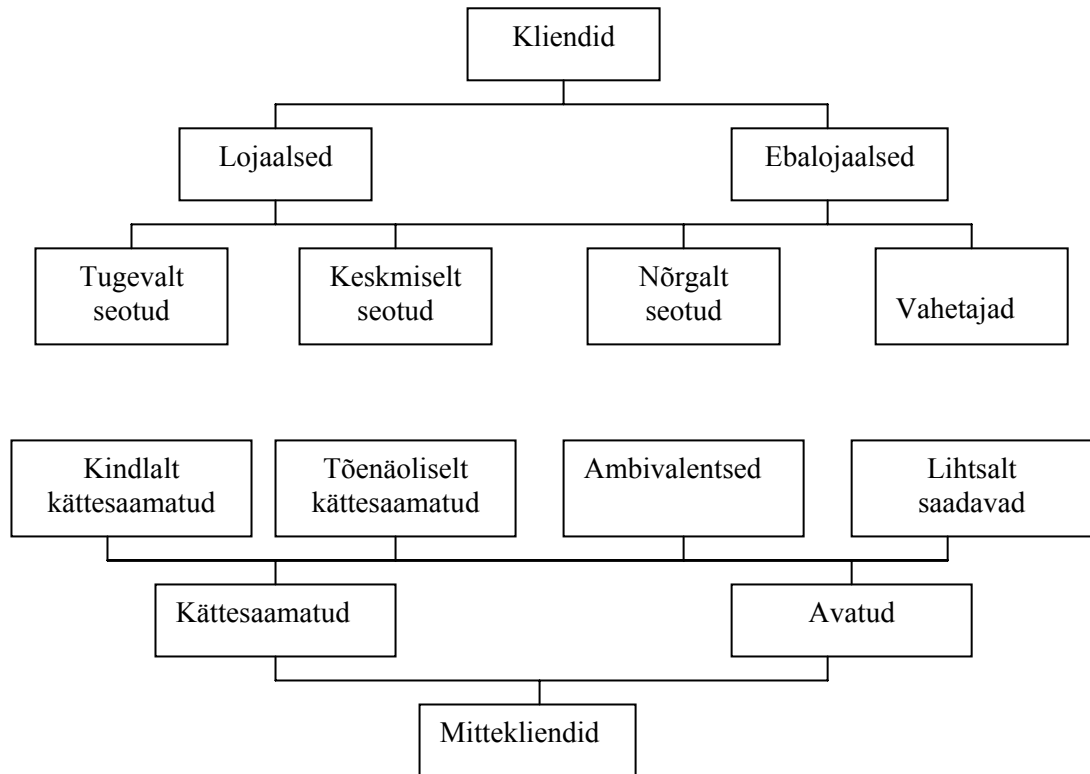 Kliendid
Lojaalsed
Ebalojaalsed
Tugevalt
seotud
Keskmiselt
seotud
Nõrgalt
seotud
Vahetajad
Kindlalt
kättesaamatud
Tõenäoliselt
kättesaamatud
Ambivalentsed
Lihtsalt
saadavad
Kättesaamatud
Avatud
Mittekliendid